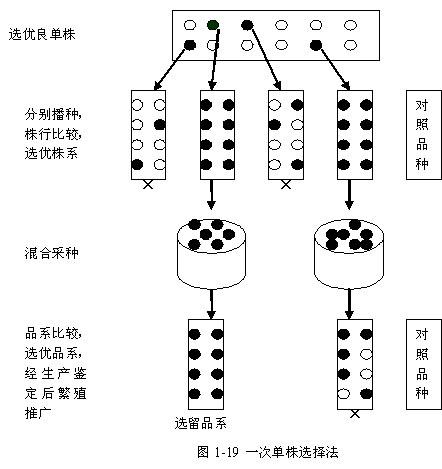 选优良单株
分别播种，
株行比较，
选优株系
对
照
品
种
×
×
混合采种
品系比较，
选优品系，
经生产鉴
定后繁殖
推广
对
照
品
种
选留品系
×
图 1-19 一次单株选择法